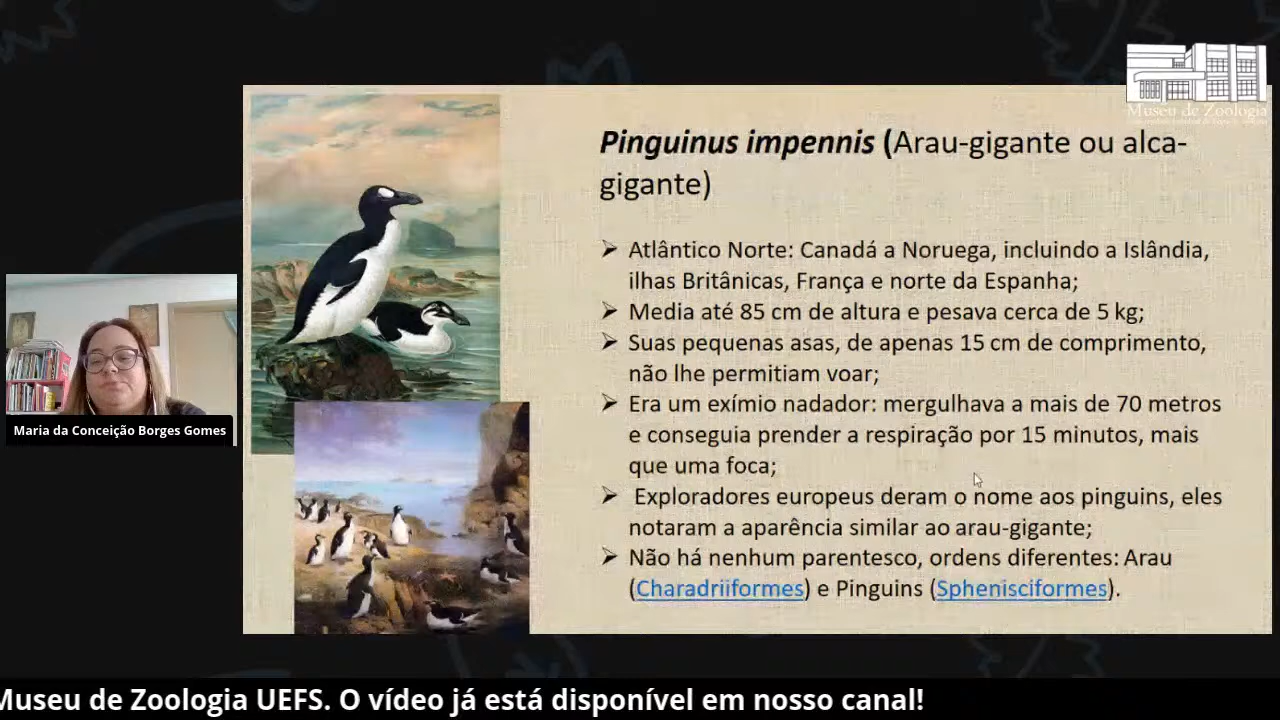 Museu de Zoologia
Pinguinus impennis (Arau-gigante ou alca-
gigante)
➢ Atlântico Norte: Canadá a Noruega, incluindo a Islândia,
ilhas Britânicas, França e norte da Espanha;
➢ Media até 85 cm de altura e pesava cerca de 5 kg;
➢ Suas pequenas asas, de apenas 15 cm de comprimento,
não lhe permitiam voar;
➢ Era um exímio nadador: mergulhava a mais de 70 metros
e conseguia prender a respiração por 15 minutos, mais
que uma foca;
➢ Exploradores europeus deram o nome aos pinguins, eles
notaram a aparência similar ao arau-gigante;
➢ Não há nenhum parentesco, ordens diferentes: Arau
(Charadriiformes) e Pinguins (Sphenisciformes).
Maria da Conceição Borges Gomes
Museu de Zoologia UEFS. O vídeo já está disponível em nosso canal!